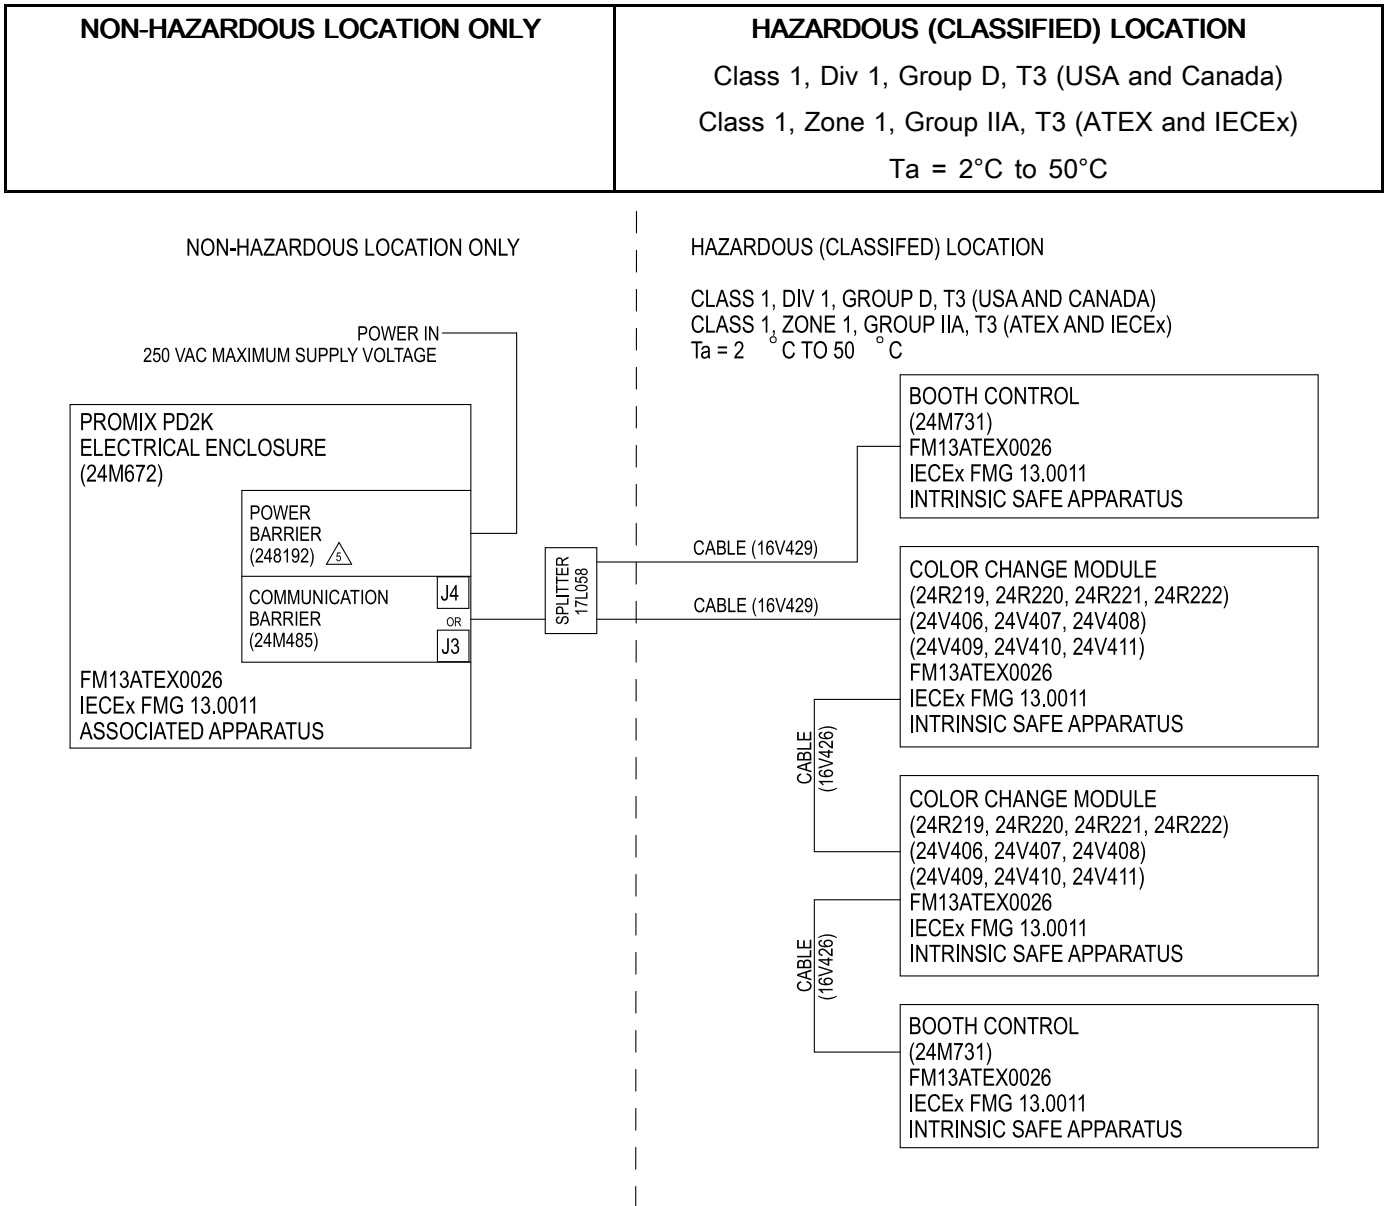 NON-HAZARDOUS LOCATION ONLY
HAZARDOUS (CLASSIFIED) LOCATION
Class 1, Div 1, Group D, T3 (USA and Canada)
Class 1, Zone 1, Group IIA, T3 (ATEX and IECEx)
Ta = 2°C to 50°C
NON-HAZARDOUS LOCATION ONLY
HAZARDOUS (CLASSIFED) LOCATION
CLASS 1, DIV 1, GROUP D, T3 (USA AND CANADA)
CLASS 1, ZONE 1, GROUP IIA, T3 (ATEX AND IECEx)
Ta = 2 °C TO 50 °C
POWER IN
250 VAC MAXIMUM SUPPLY VOLTAGE
PROMIX PD2K
ELECTRICAL ENCLOSURE
(24M672)
POWER
BARRIER
(248192) 5
COMMUNICATION
BARRIER
(24M485)
J4
OR
J3
FM13ATEX0026
IECEx FMG 13.0011
ASSOCIATED APPARATUS
SPLITTER
17L058
CABLE (16V429)
CABLE (16V429)
BOOTH CONTROL
(24M731)
FM13ATEX0026
IECEx FMG 13.0011
INTRINSIC SAFE APPARATUS
COLOR CHANGE MODULE
(24R219, 24R220, 24R221, 24R222)
(24V406, 24V407, 24V408)
(24V409, 24V410, 24V411)
FM13ATEX0026
IECEx FMG 13.0011
INTRINSIC SAFE APPARATUS
CABLE
(16V426)
COLOR CHANGE MODULE
(24R219, 24R220, 24R221, 24R222)
(24V406, 24V407, 24V408)
(24V409, 24V410, 24V411)
FM13ATEX0026
IECEx FMG 13.0011
INTRINSIC SAFE APPARATUS
CABLE
(16V426)
BOOTH CONTROL
(24M731)
FM13ATEX0026
IECEx FMG 13.0011
INTRINSIC SAFE APPARATUS